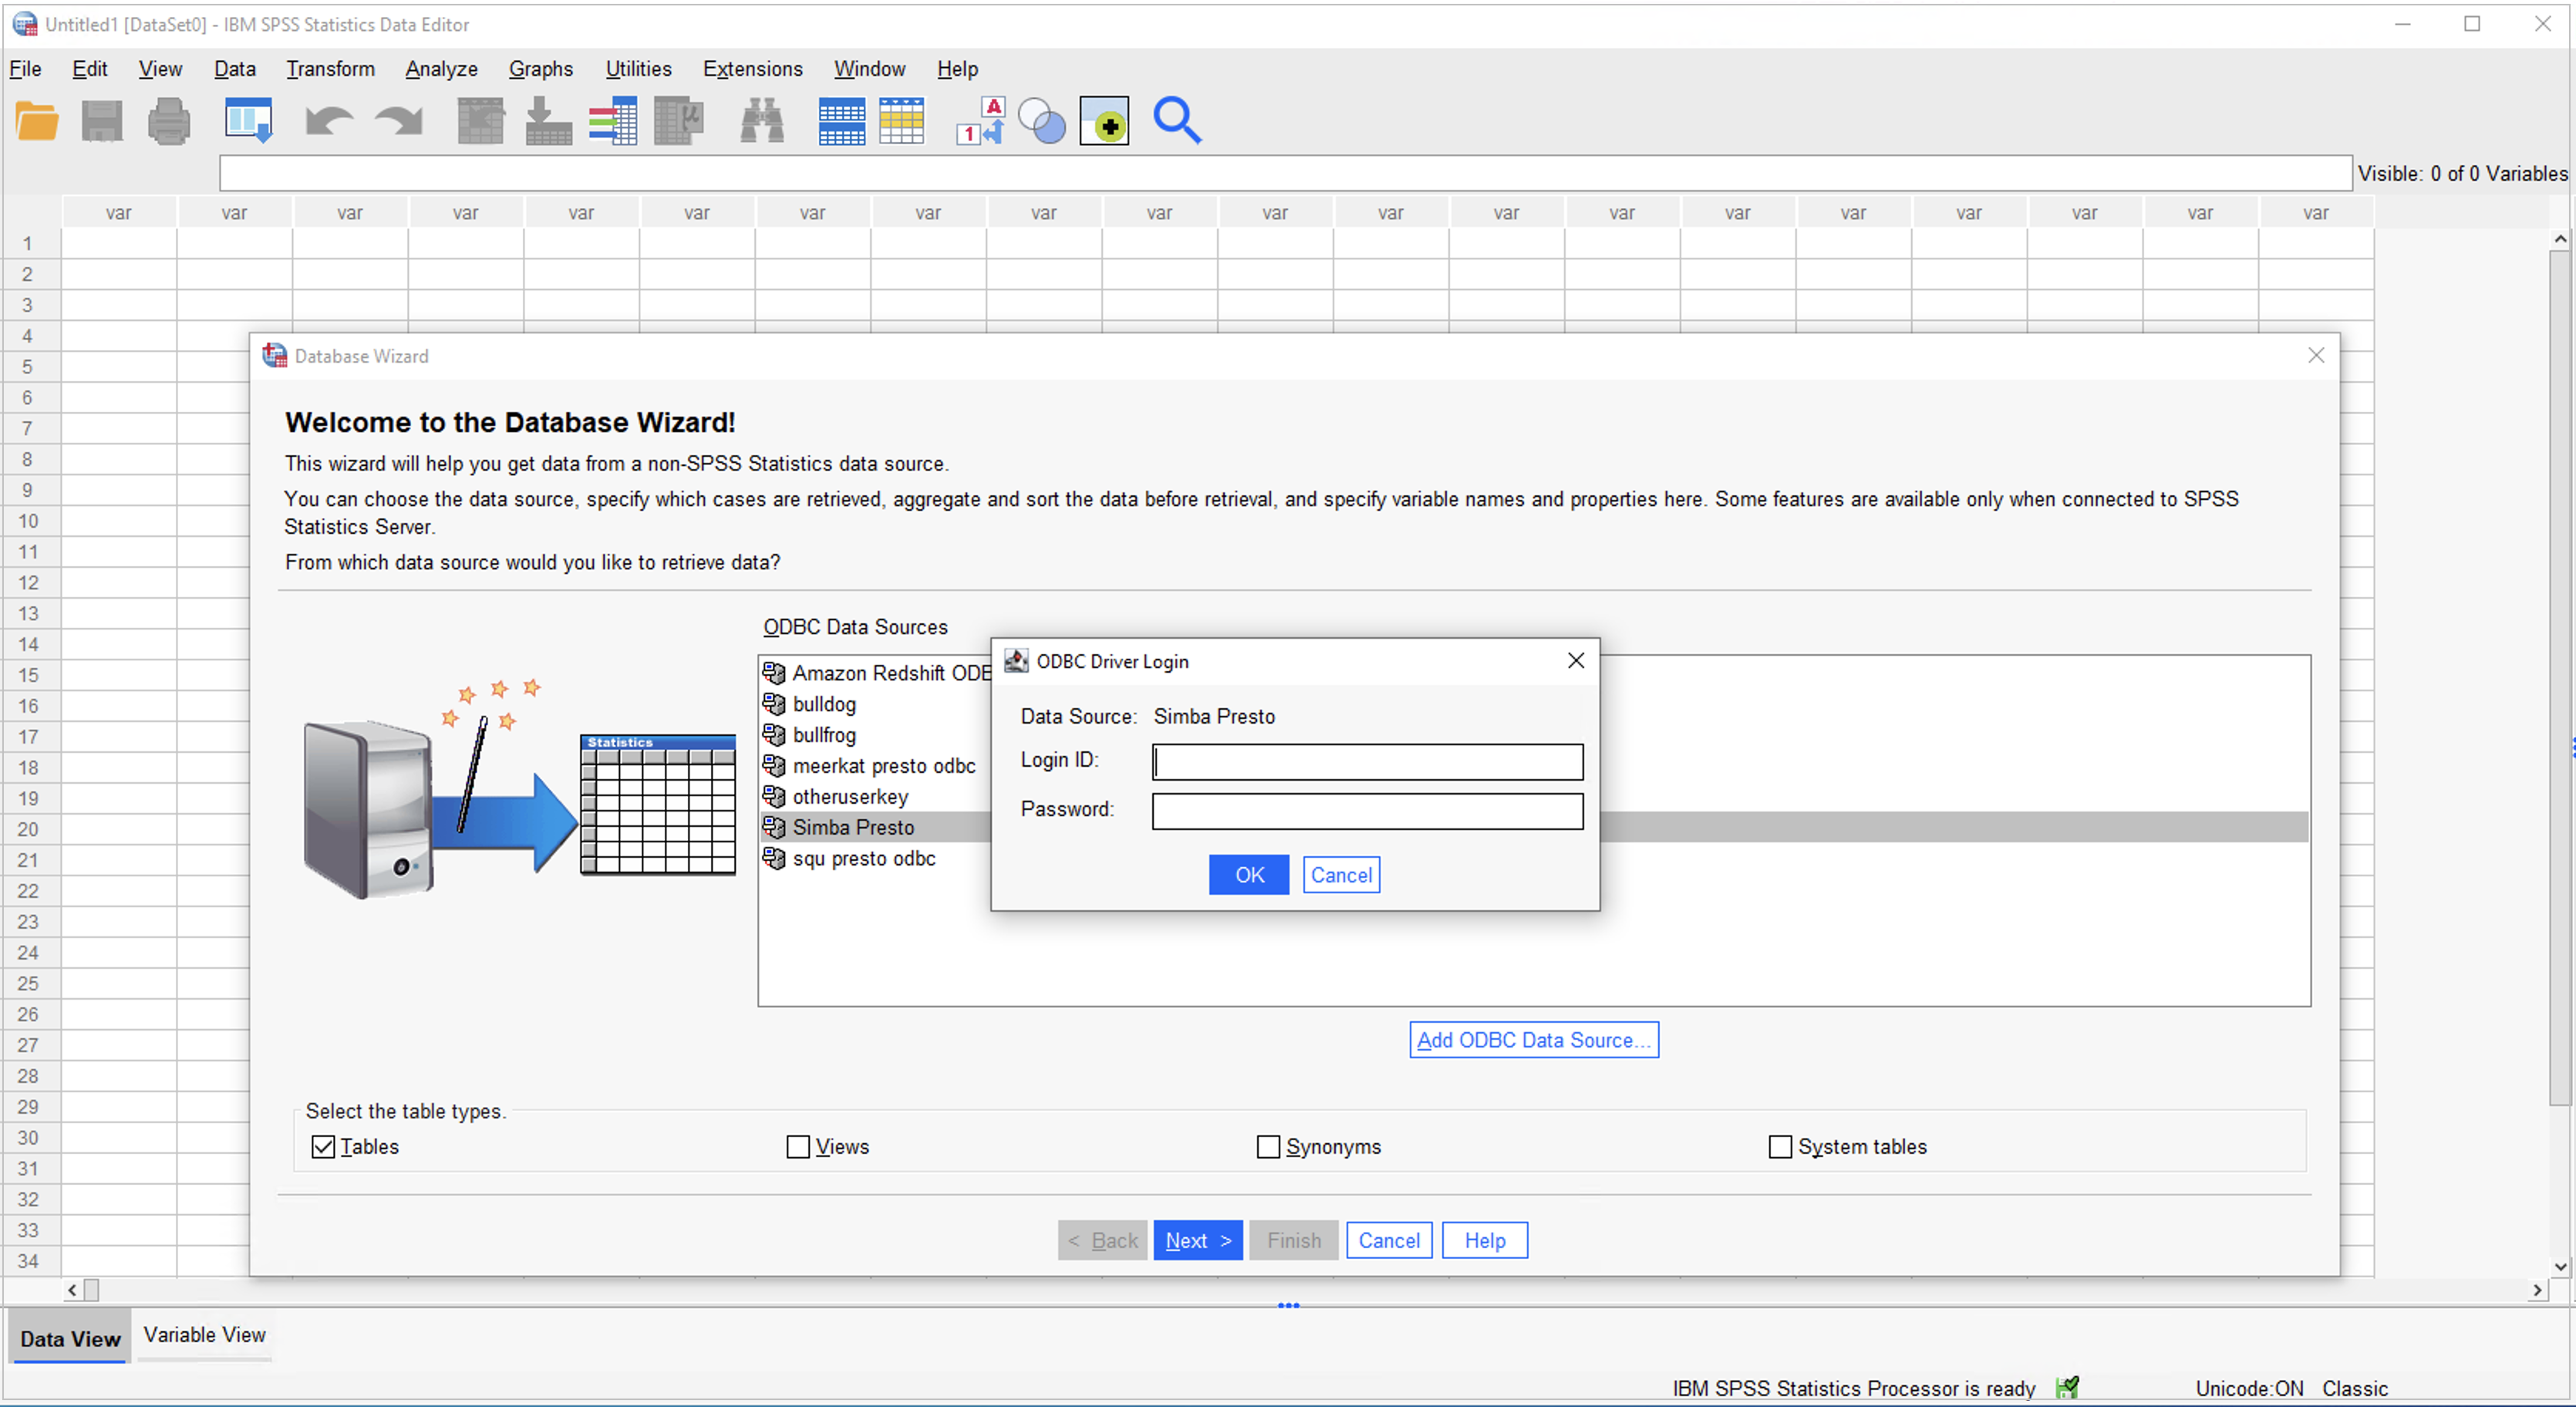 Untitled1 [DataSet0] - IBM SPSS Statistics Data Editor
File Edit View Data Transform Analyze Graphs Utilities Extensions Window Help
A
1
µ
Visible: 0 of 0 Variables
var var var var var var var var var var var var var var var var var var var var
1
2
3
4
5
6
7
8
9
10
11
12
13
14
15
16
17
18
19
20
21
22
23
24
25
26
27
28
29
30
31
32
33
34
Database Wizard
Welcome to the Database Wizard!
This wizard will help you get data from a non-SPSS Statistics data source.
You can choose the data source, specify which cases are retrieved, aggregate and sort the data before retrieval, and specify variable names and properties here. Some features are available only when connected to SPSS
Statistics Server.
From which data source would you like to retrieve data?
Statistics
ODBC Data Sources
Amazon Redshift ODB
bulldog
bullfrog
meerkat presto odbc
otheruserkey
Simba Presto
squ presto odbc
ODBC Driver Login
Data Source: Simba Presto
Login ID:
Password:
OK Cancel
Add ODBC Data Source...
Select the table types.
Tables Views Synonyms System tables
< Back Next > Finish Cancel Help
Data View Variable View
IBM SPSS Statistics Processor is ready Unicode:ON Classic